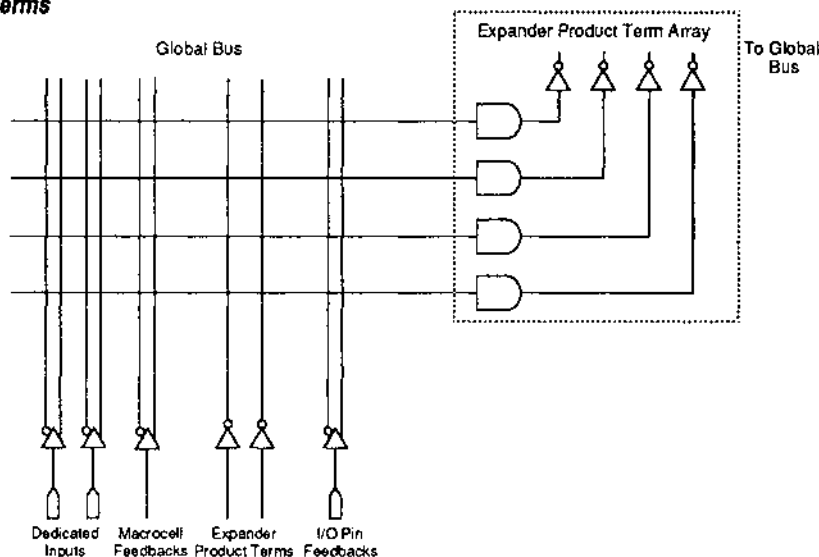 erms
Global Bus
Expander Product Term Array
To Global
Bus
Dedicated
Inputs
Macrocell
Feedbacks
Expander
Product Terms
I/O Pin
Feedbacks